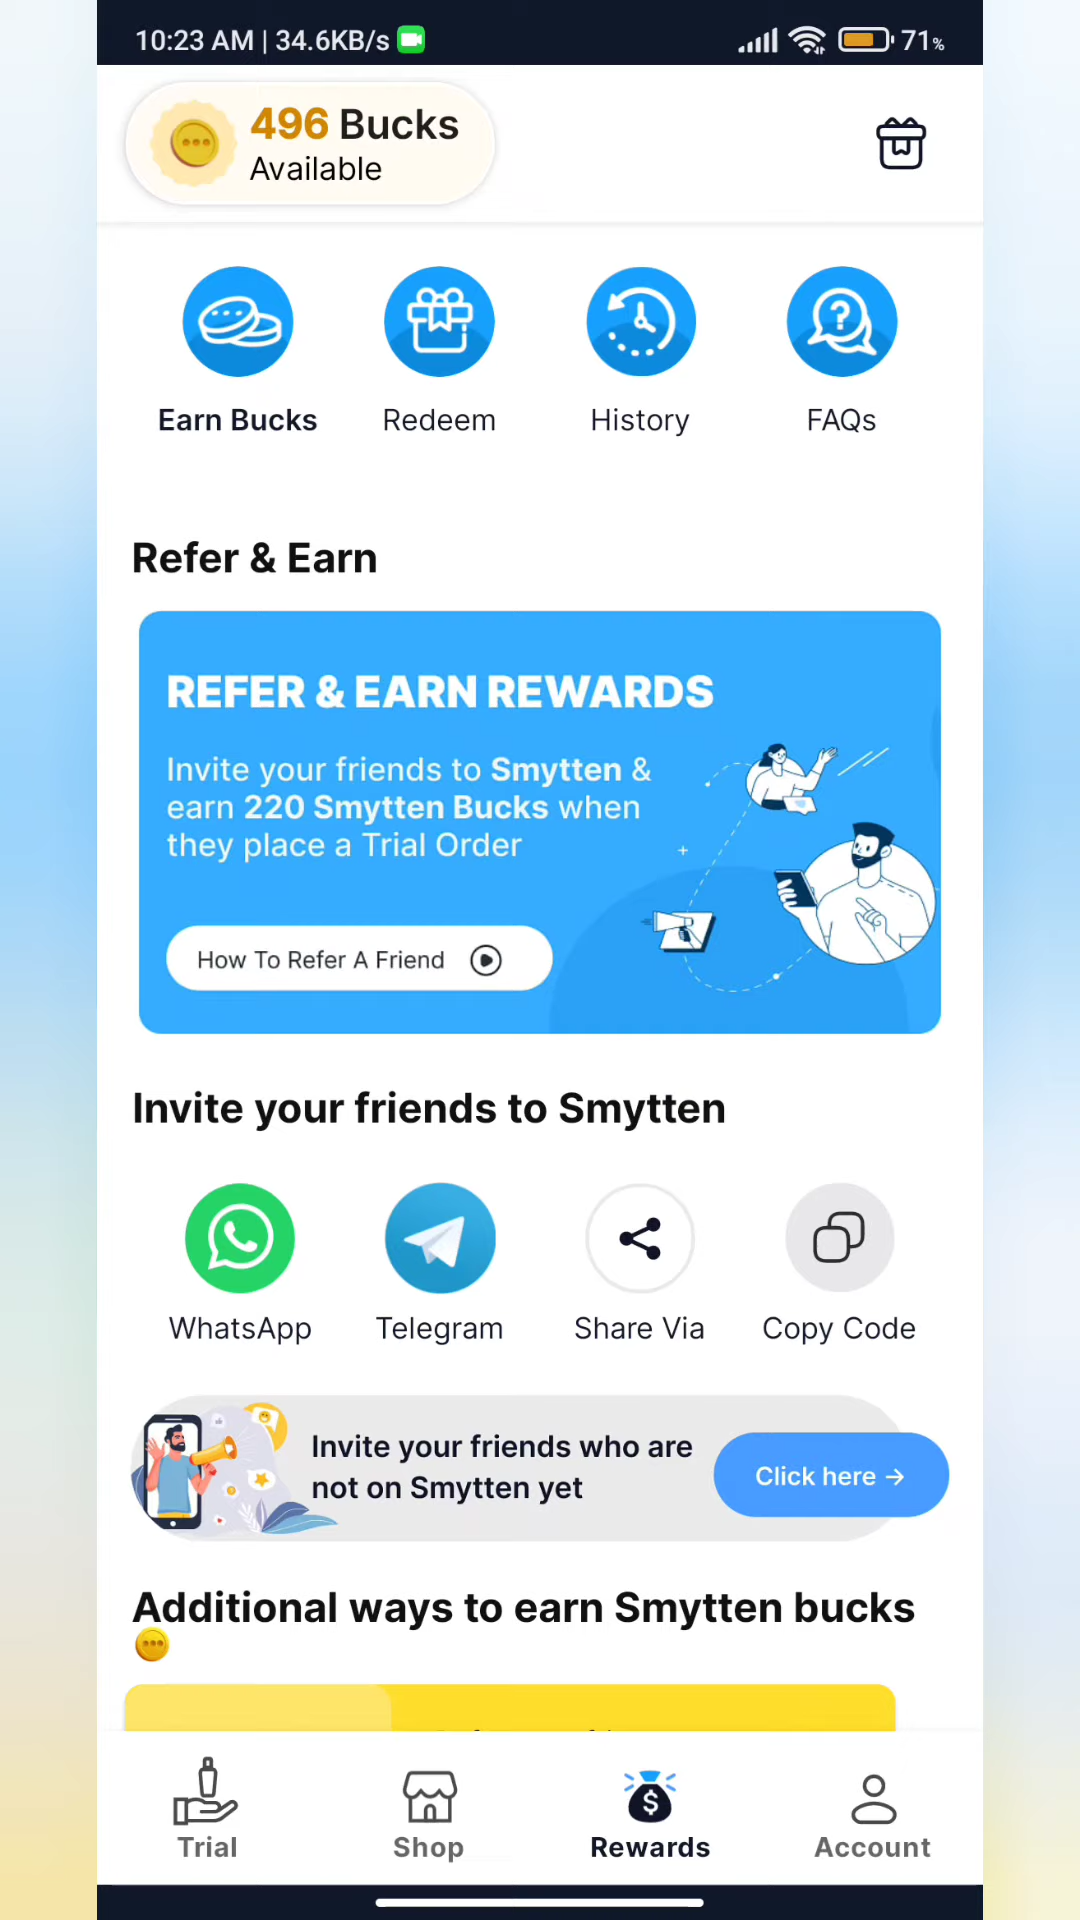 10:23 AM | 34.6KB/s
71%
496 Bucks
Available
Earn Bucks
Redeem
History
FAQs
Refer & Earn
REFER & EARN REWARDS
Invite your friends to Smytten &
earn 220 Smytten Bucks when
they place a Trial Order
How To Refer A Friend
Invite your friends to Smytten
WhatsApp
Telegram
Share Via
Copy Code
Invite your friends who are
not on Smytten yet
Click here →
Additional ways to earn Smytten bucks
Trial
Shop
Rewards
Account